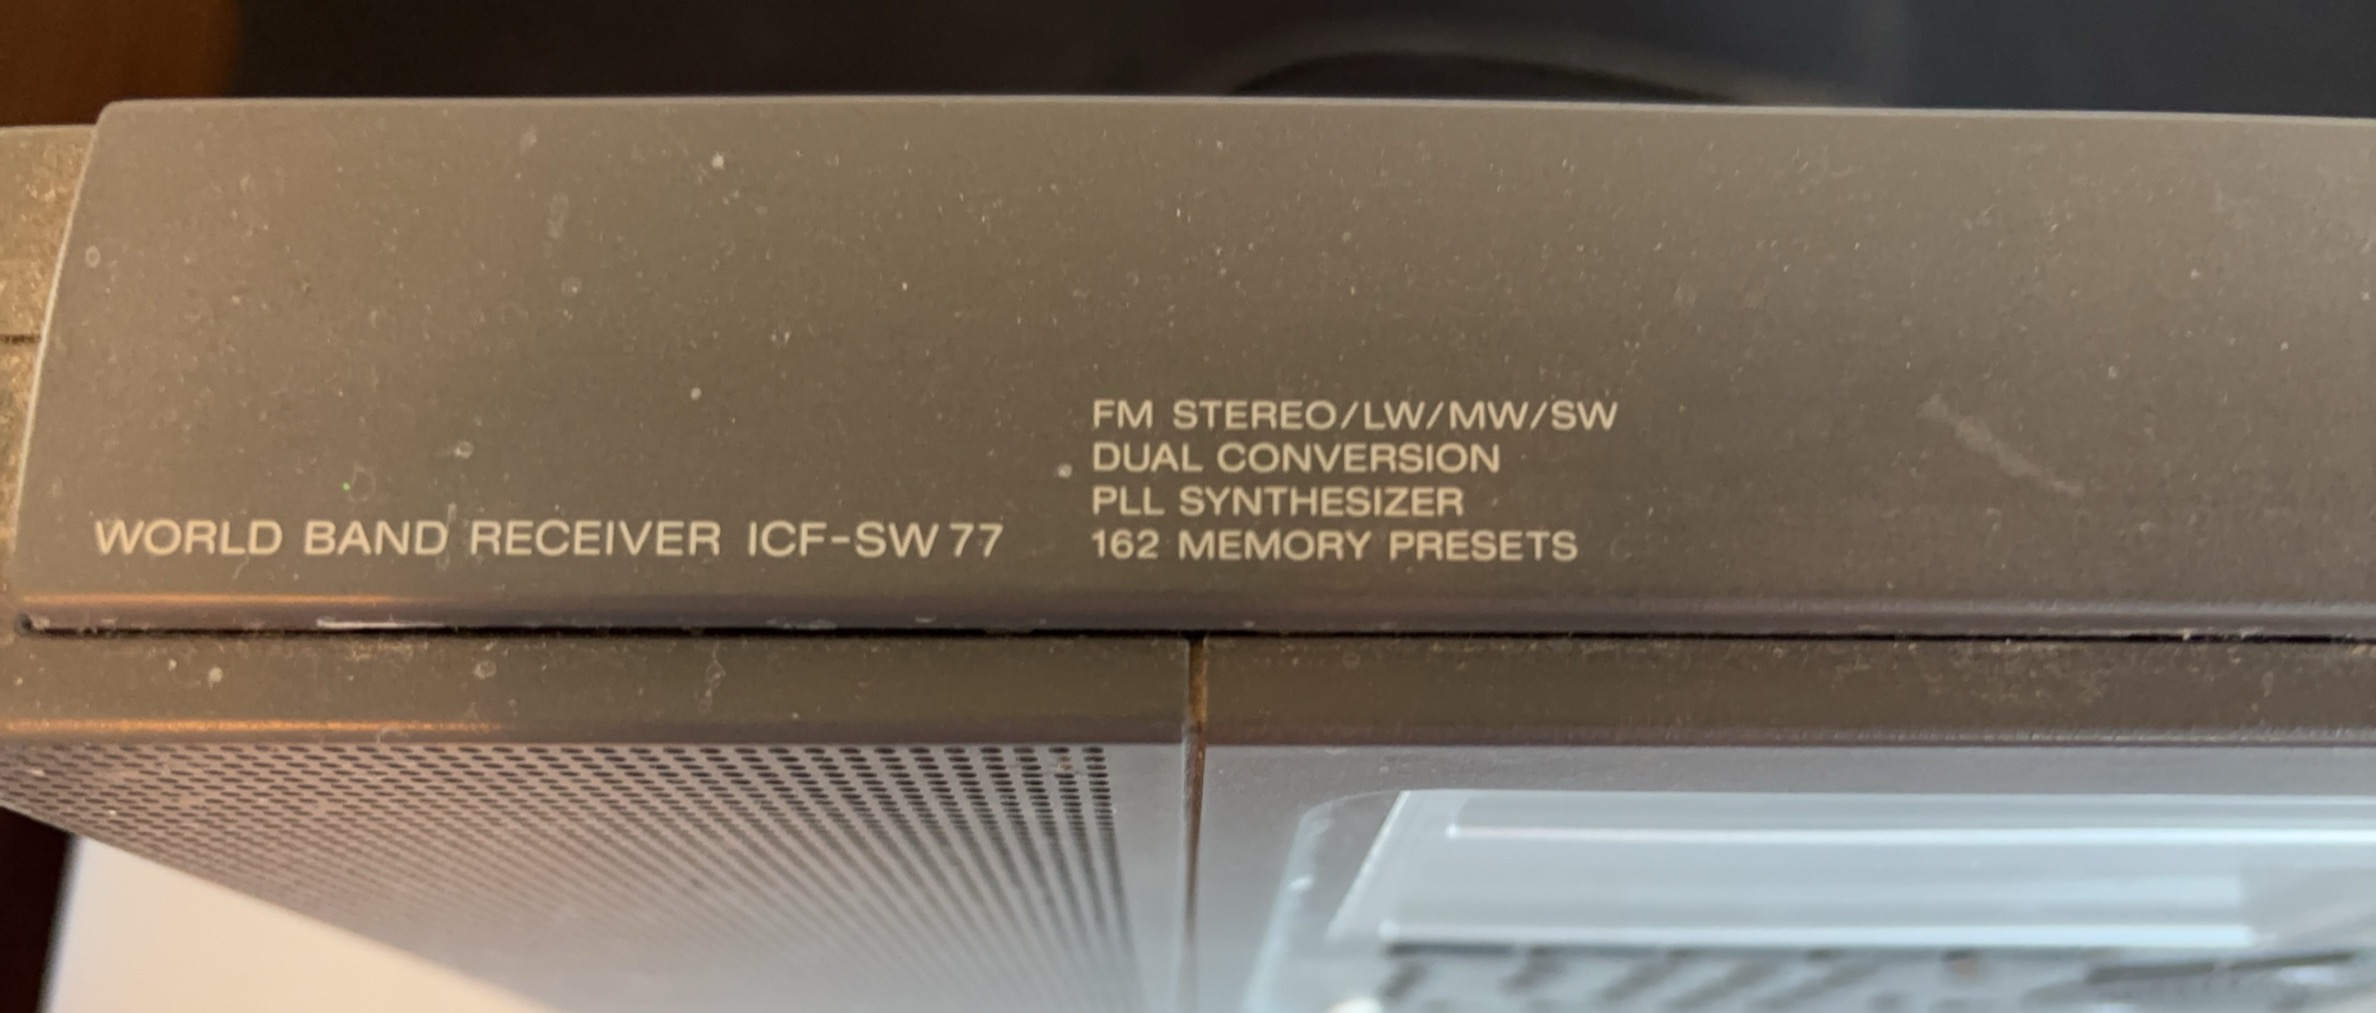 WORLD BAND RECEIVER ICF-SW77
FM STEREO/LW/MW/SW
DUAL CONVERSION
PLL SYNTHESIZER
162 MEMORY PRESETS